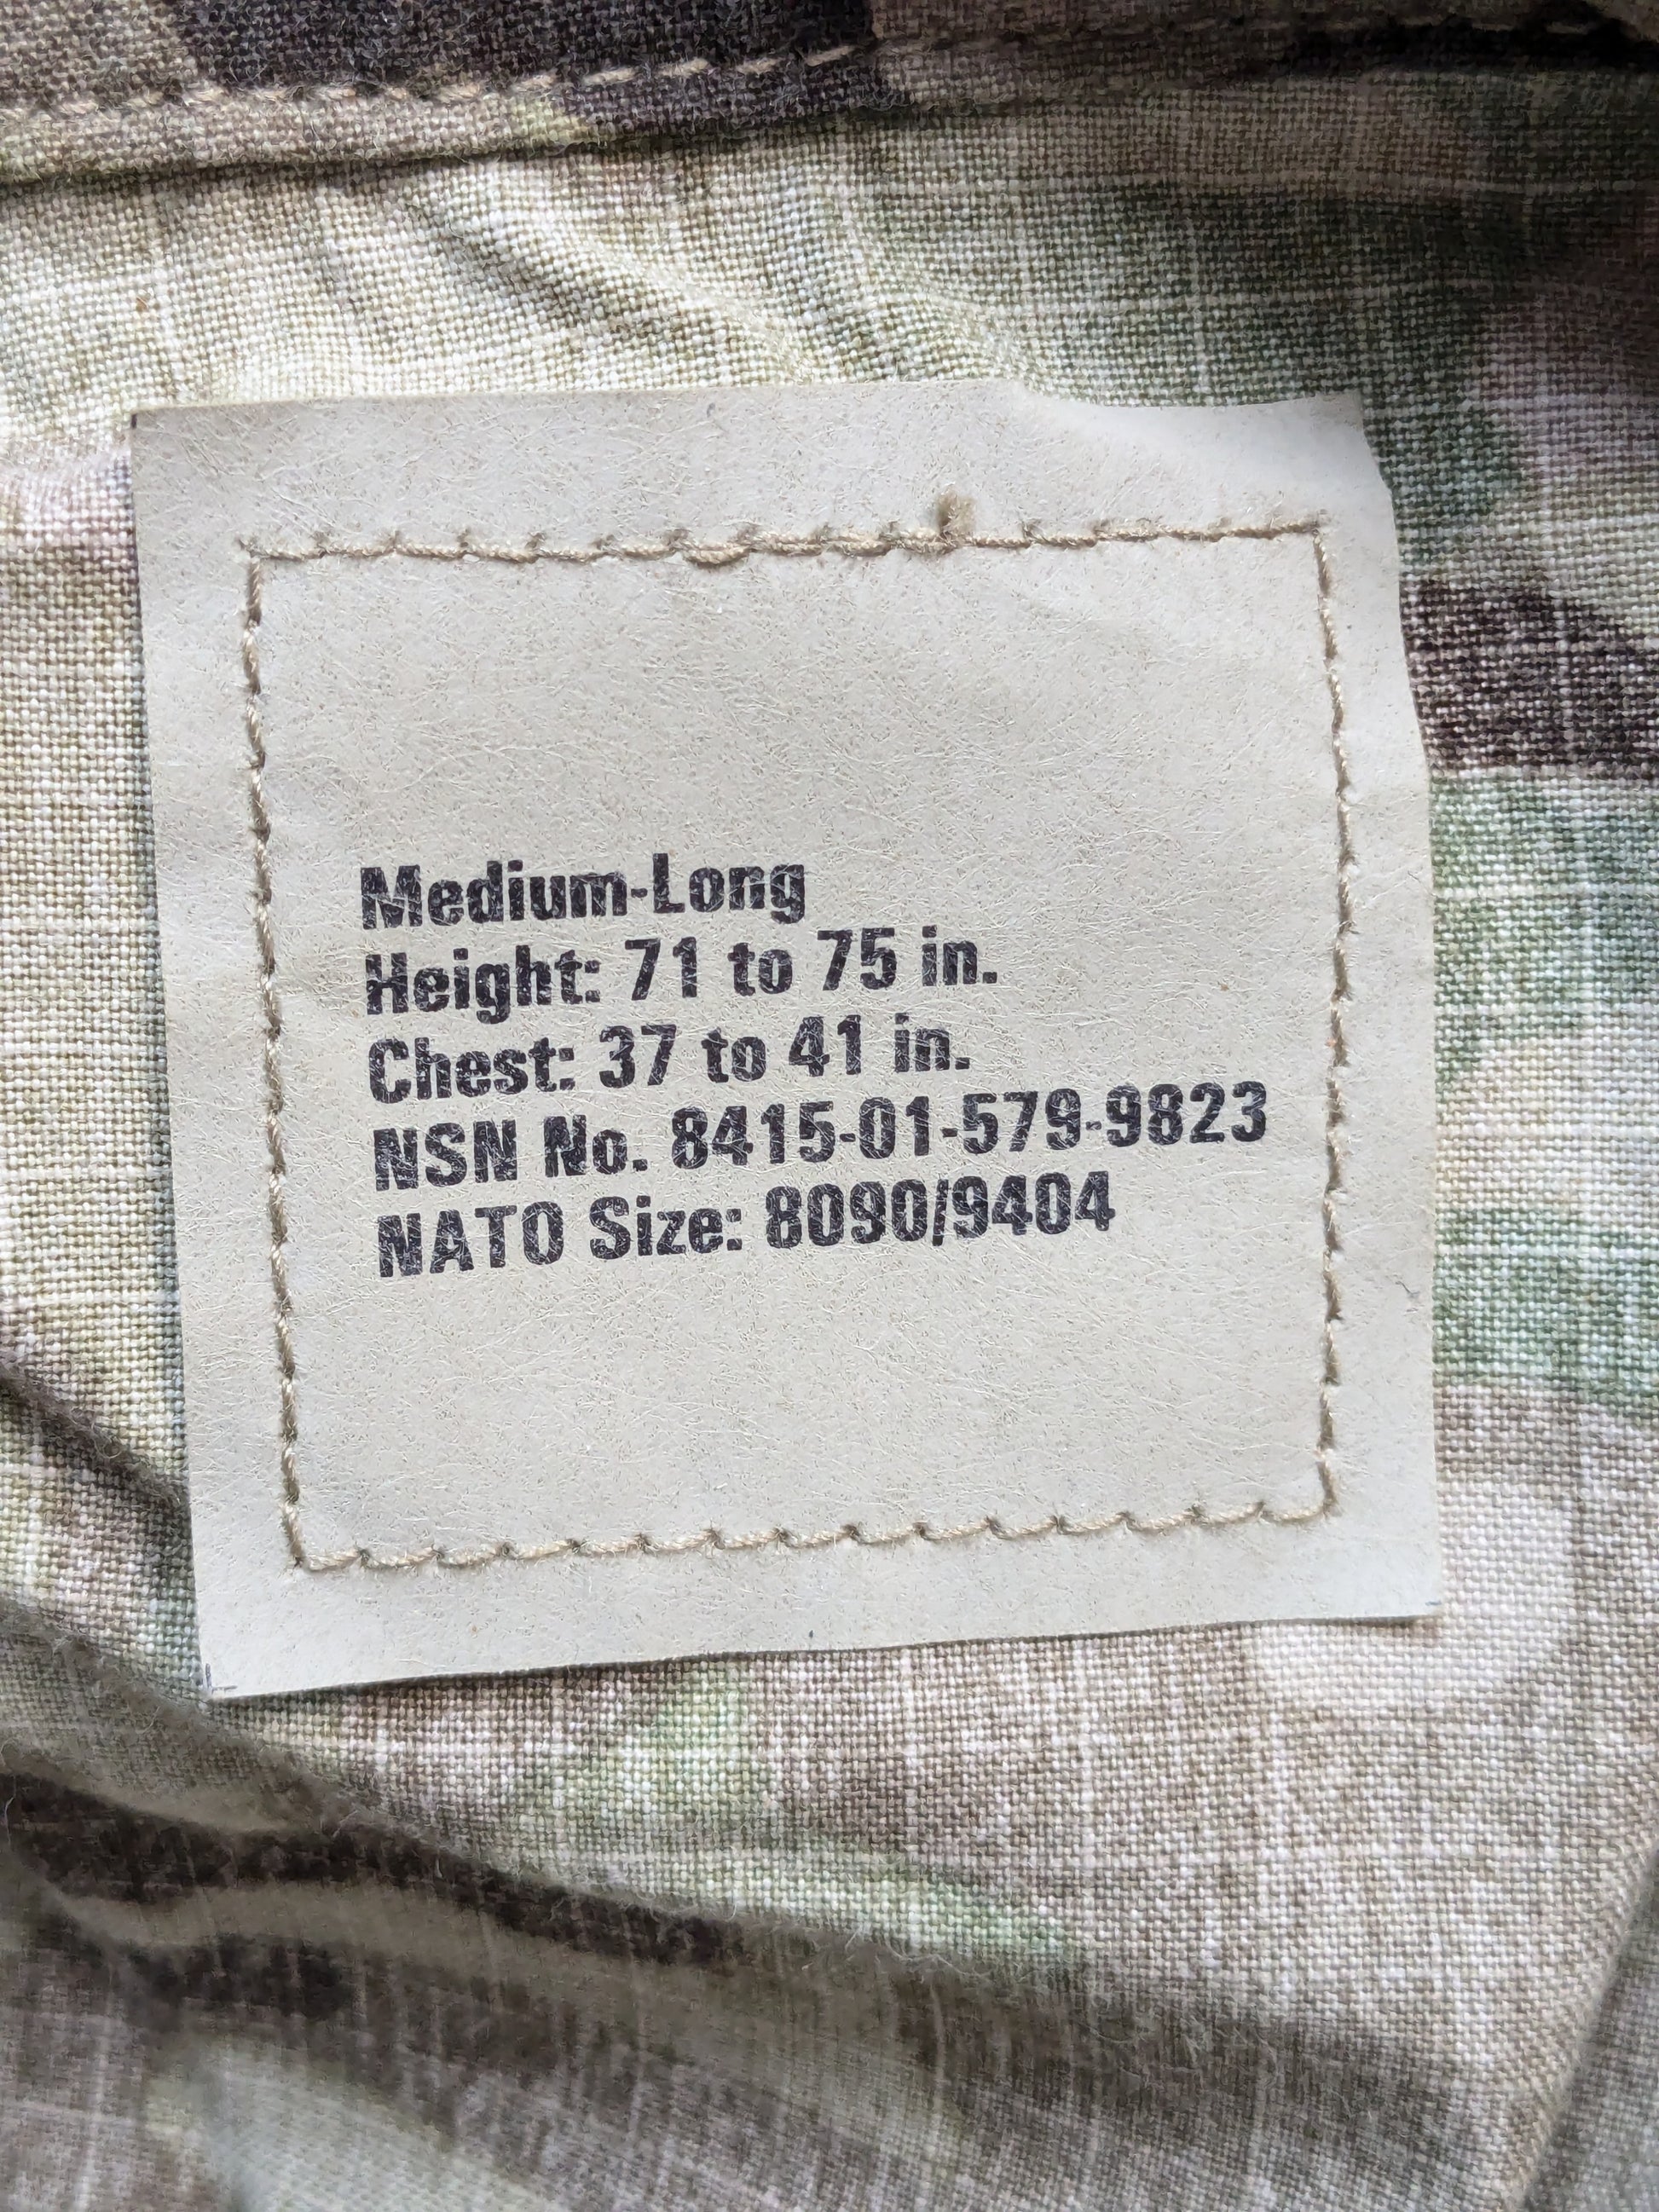 Medium-Long
Height: 71 to 75 in.
Chest: 37 to 41 in.
NSN No. 8415-01-579-9823
NATO Size: 8090/9404